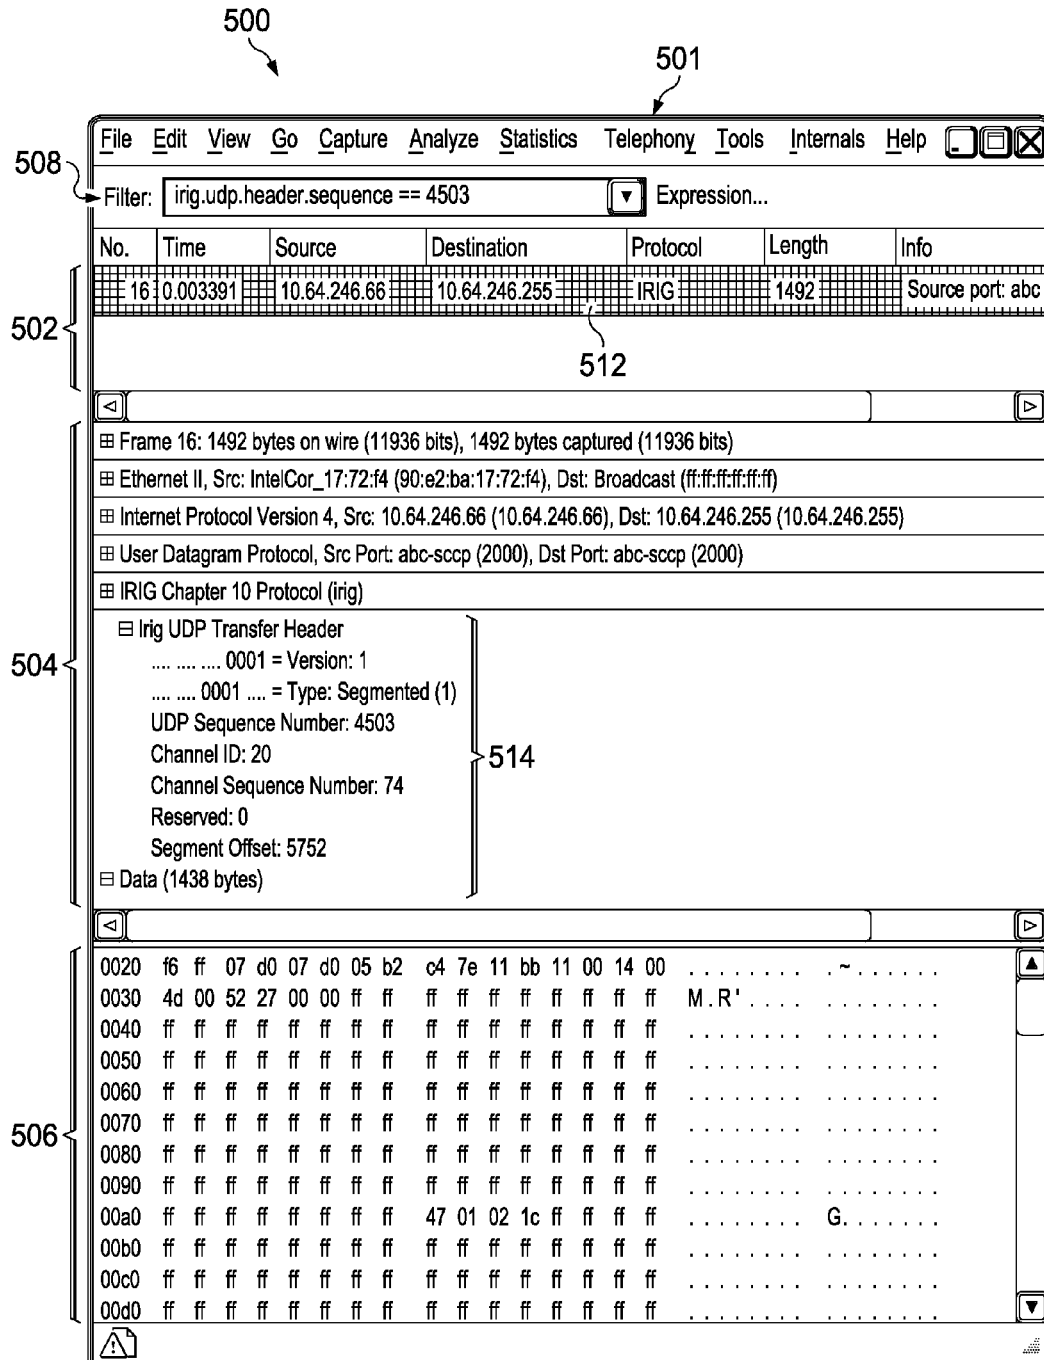 500
501
File Edit View Go Capture Analyze Statistics Telephony Tools Internals Help
508
Filter: irig.udp.header.sequence == 4503 Expression...
No. Time Source Destination Protocol Length Info
16 0.003391 10.64.246.66 10.64.246.255 IRIG 1492 Source port: abc
502
512
Frame 16: 1492 bytes on wire (11936 bits), 1492 bytes captured (11936 bits)
Ethernet II, Src: IntelCor_17:72:f4 (90:e2:ba:17:72:f4), Dst: Broadcast (ff:ff:ff:ff:ff:ff)
Internet Protocol Version 4, Src: 10.64.246.66 (10.64.246.66), Dst: 10.64.246.255 (10.64.246.255)
User Datagram Protocol, Src Port: abc-sccp (2000), Dst Port: abc-sccp (2000)
IRIG Chapter 10 Protocol (irig)
Irig UDP Transfer Header
.... .... .... 0001 = Version: 1
504
.... .... 0001 .... = Type: Segmented (1)
UDP Sequence Number: 4503
Channel ID: 20
514
Channel Sequence Number: 74
Reserved: 0
Segment Offset: 5752
Data (1438 bytes)
0020 f6 ff 07 d0 07 d0 05 b2 c4 7e 11 bb 11 00 14 00 . . . . . . . . . ~ . . . . . .
0030 4d 00 52 27 00 00 ff ff ff ff ff ff ff ff ff ff M . R ' . . . . . . . . . . . .
0040 ff ff ff ff ff ff ff ff ff ff ff ff ff ff ff ff . . . . . . . . . . . . . . . .
0050 ff ff ff ff ff ff ff ff ff ff ff ff ff ff ff ff . . . . . . . . . . . . . . . .
0060 ff ff ff ff ff ff ff ff ff ff ff ff ff ff ff ff . . . . . . . . . . . . . . . .
0070 ff ff ff ff ff ff ff ff ff ff ff ff ff ff ff ff . . . . . . . . . . . . . . . .
506
0080 ff ff ff ff ff ff ff ff ff ff ff ff ff ff ff ff . . . . . . . . . . . . . . . .
0090 ff ff ff ff ff ff ff ff ff ff ff ff ff ff ff ff . . . . . . . . . . . . . . . .
00a0 ff ff ff ff ff ff ff ff 47 01 02 1c ff ff ff ff . . . . . . . . G. . . . . . .
00b0 ff ff ff ff ff ff ff ff ff ff ff ff ff ff ff ff . . . . . . . . . . . . . . . .
00c0 ff ff ff ff ff ff ff ff ff ff ff ff ff ff ff ff . . . . . . . . . . . . . . . .
00d0 ff ff ff ff ff ff ff ff ff ff ff ff ff ff ff ff . . . . . . . . . . . . . . . .